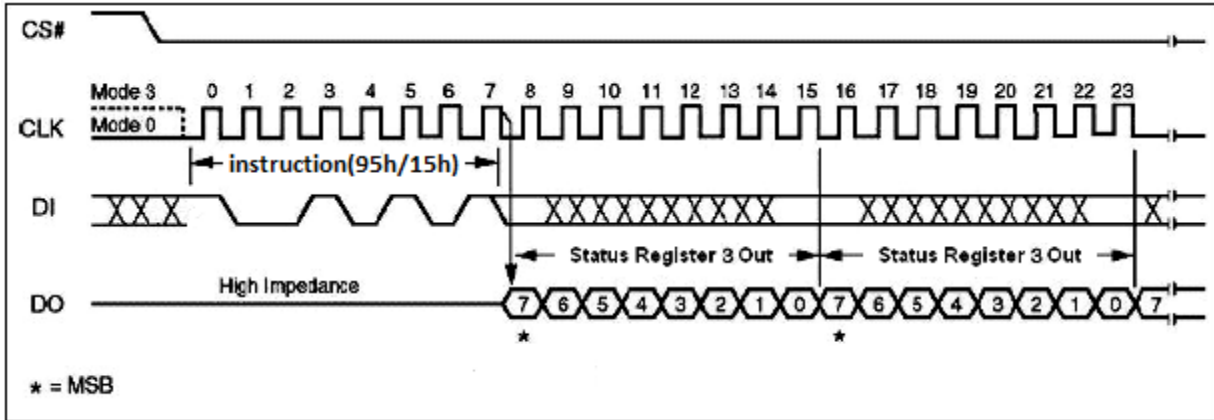 CS#
Mode 3 0 1 2 3 4 5 6 7 8 9 10 11 12 13 14 15 16 17 18 19 20 21 22 23
CLK Mode 0
instruction(95h/15h)
DI
Status Register 3 Out Status Register 3 Out
High Impedance
DO 7 6 5 4 3 2 1 0 7 6 5 4 3 2 1 0 7
* *
* = MSB